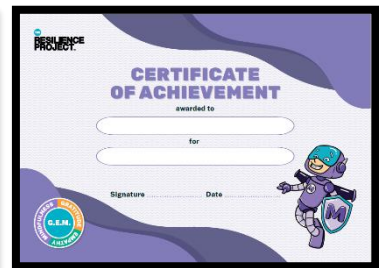 THE
RESILIENCE
PROJECT.
CERTIFICATE
OF ACHIEVEMENT
awarded to
for
Signature
Date
MINDFULNESS
GRATITUDE
EMPATHY
G.E.M.
M